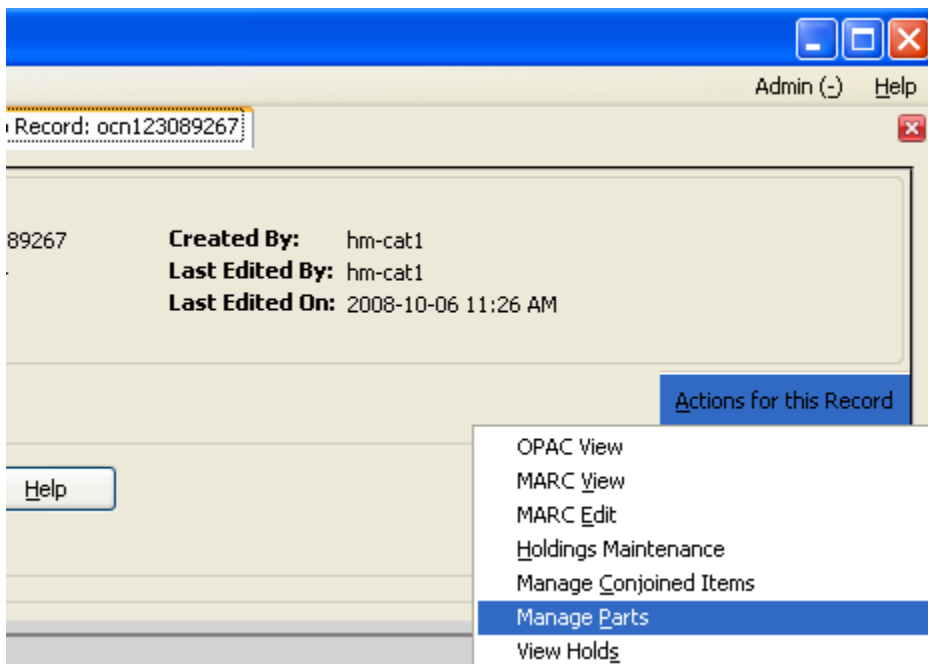 Admin (-) Help
Record: ocn123089267
89267 Created By: hm-cat1
Last Edited By: hm-cat1
Last Edited On: 2008-10-06 11:26 AM
Actions for this Record
OPAC View
MARC View
Help
MARC Edit
Holdings Maintenance
Manage Conjoined Items
Manage Parts
View Holds